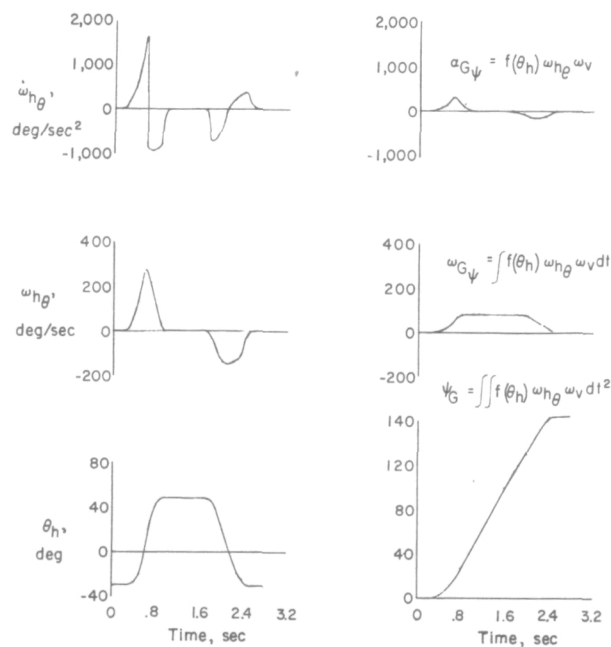 2,000
1,000
0
-1,000
ω̇hθ,
deg/sec²
2,000
1,000
0
-1,000
αGψ = f(θh) ωhθ ωv
400
200
0
-200
ωhθ,
deg/sec
400
200
0
-200
ωGψ = ∫ f(θh) ωhθ ωv dt
80
40
0
-40
θh,
deg
0 .8 1.6 2.4 3.2
Time, sec
ψG = ∫∫ f(θh) ωhθ ωv dt²
140
120
80
40
0
0 .8 1.6 2.4 3.2
Time, sec